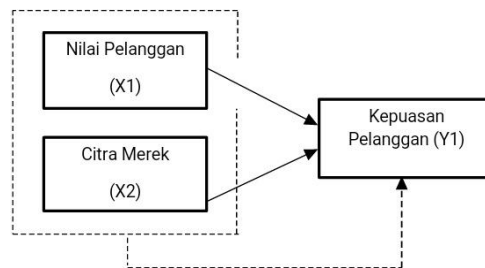 Nilai Pelanggan
(X1)
Citra Merek
(X2)
Kepuasan
Pelanggan (Y1)